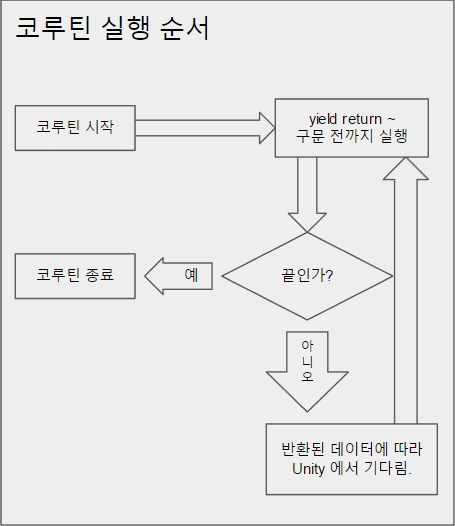 코루틴 실행 순서
코루틴 시작
yield return ~
구문 전까지 실행
코루틴 종료
예
끝인가?
아
니
오
반환된 데이터에 따라
Unity 에서 기다림.